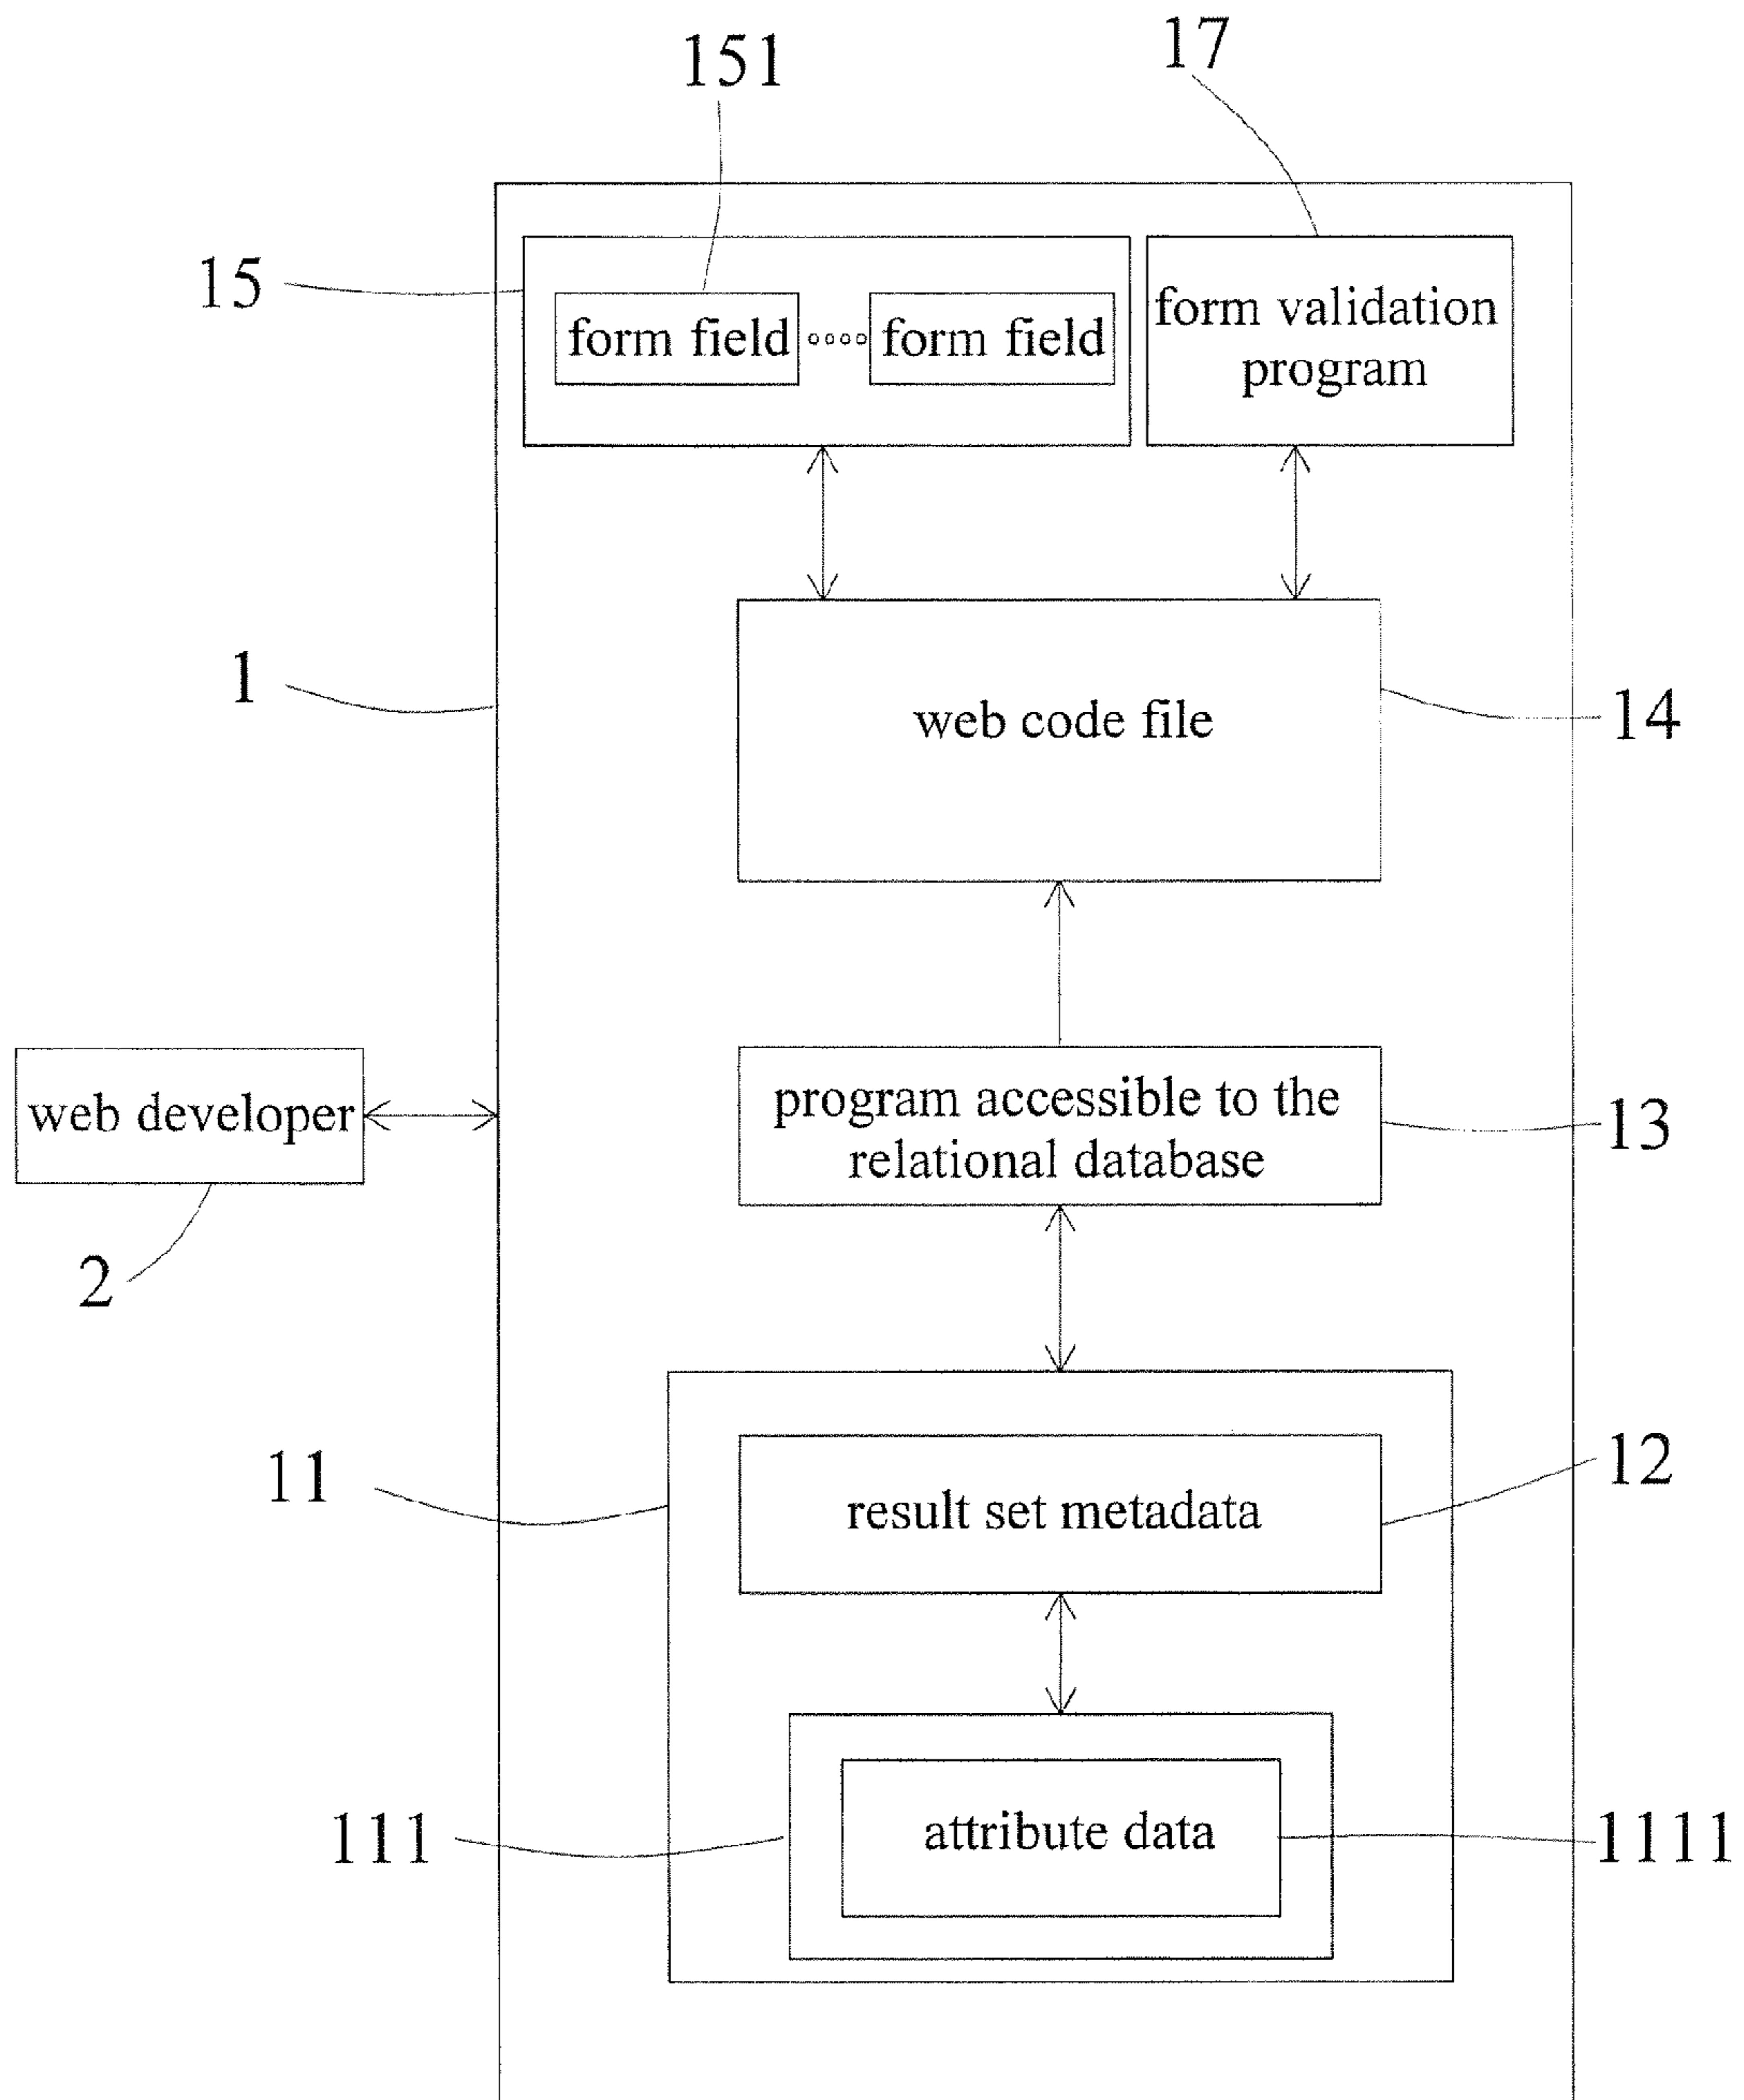 151
17
15
form field
form field
form validation
program
1
web code file
14
web developer
program accessible to the
relational database
13
2
11
result set metadata
12
111
attribute data
1111